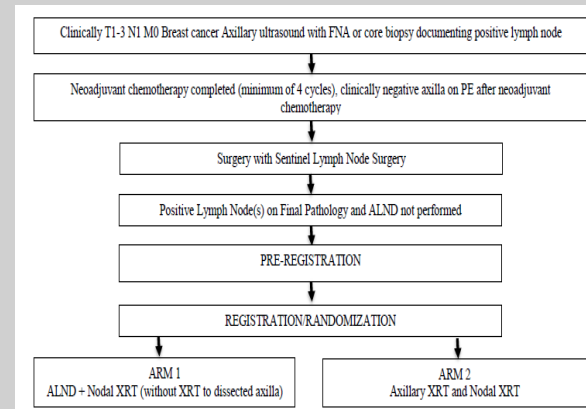 Clinically T1-3 N1 M0 Breast cancer Axillary ultrasound with FNA or core biopsy documenting positive lymph node
Neoadjuvant chemotherapy completed (minimum of 4 cycles), clinically negative axilla on PE after neoadjuvant
chemotherapy
Surgery with Sentinel Lymph Node Surgery
Positive Lymph Node(s) on Final Pathology and ALND not performed
PRE-REGISTRATION
REGISTRATION/RANDOMIZATION
ARM 1
ALND + Nodal XRT (without XRT to dissected axilla)
ARM 2
Axillary XRT and Nodal XRT